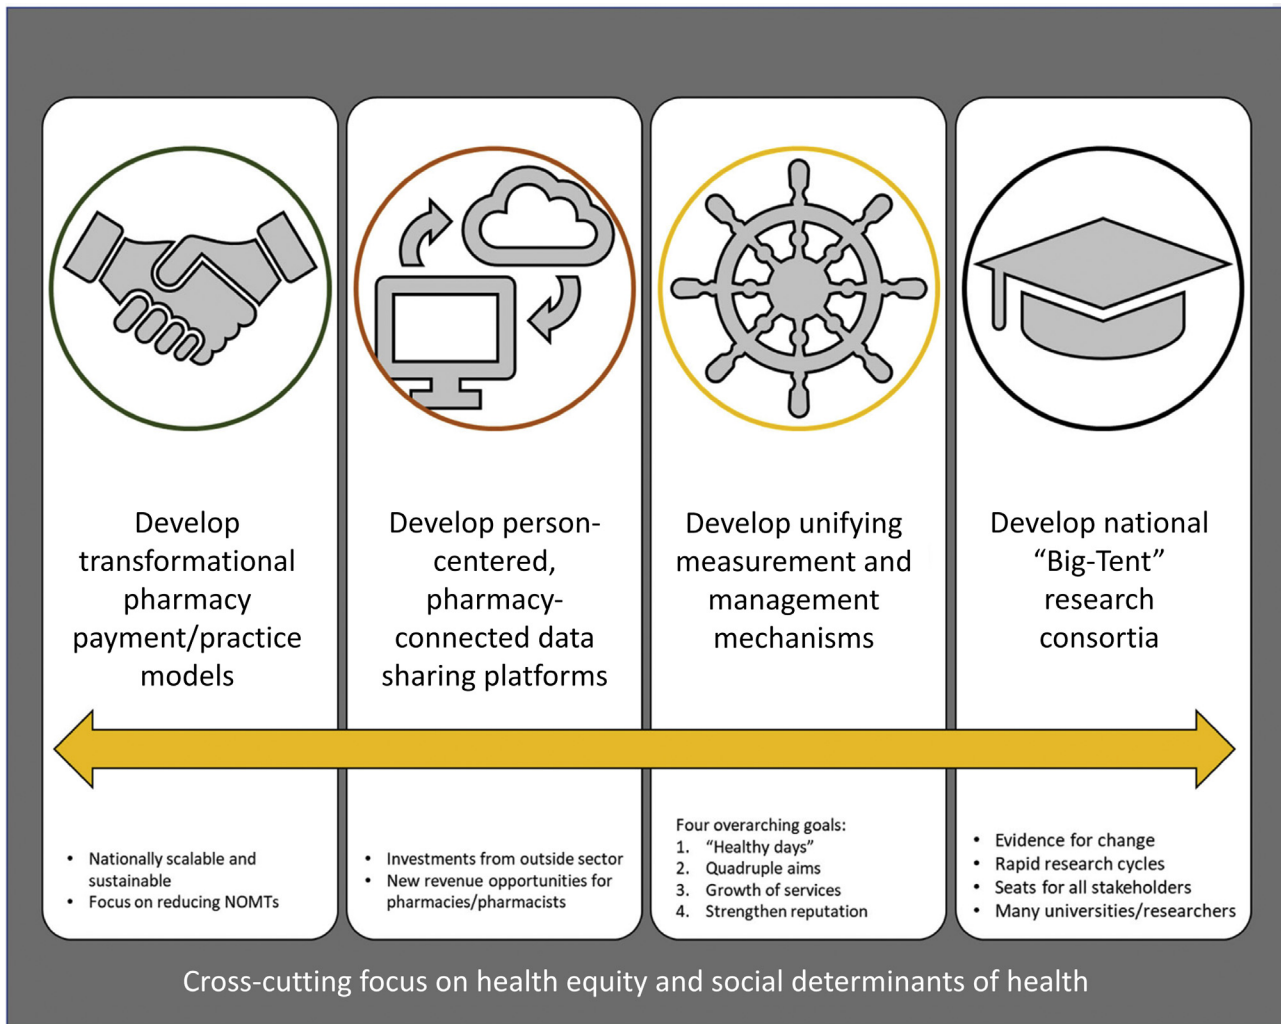 Develop
transformational
pharmacy
payment/practice
models
Develop person-
centered,
pharmacy-
connected data
sharing platforms
Develop unifying
measurement and
management
mechanisms
Develop national
“Big-Tent”
research
consortia
• Nationally scalable and
sustainable
• Focus on reducing NOMTs
• Investments from outside sector
• New revenue opportunities for
pharmacies/pharmacists
Four overarching goals:
1. “Healthy days”
2. Quadruple aims
3. Growth of services
4. Strengthen reputation
• Evidence for change
• Rapid research cycles
• Seats for all stakeholders
• Many universities/researchers
Cross-cutting focus on health equity and social determinants of health